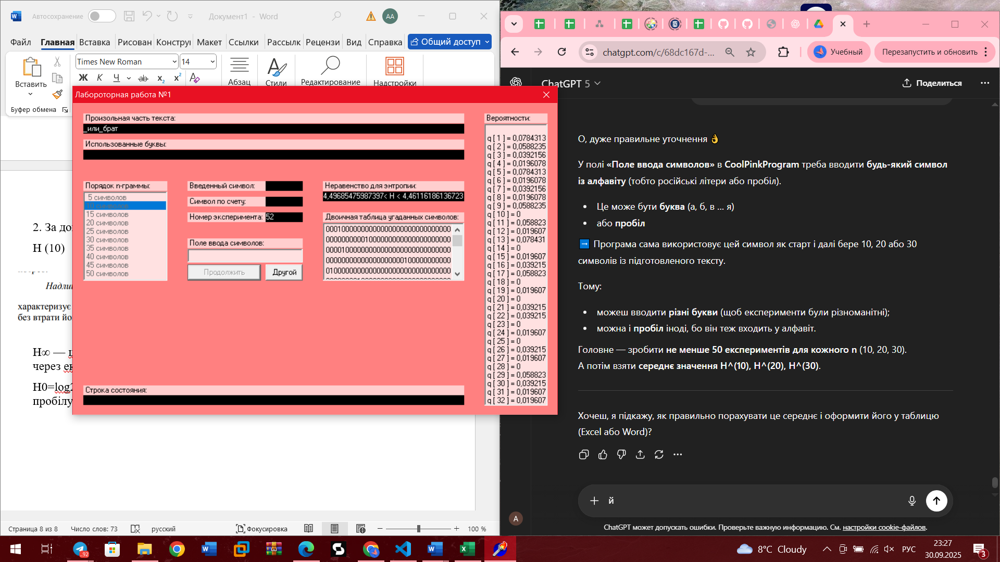 Автосохранение
Документ1 - Word
AA
Файл
Главная
Вставка
Рисован
Макет
Ссылки
Рассылк
Рецензи
Вид
Справка
Общий доступ
Вставить
Times New Roman
14
Ж К Ч ab x₂ x² A
Абзац
Стили
Редактирование
Надстройки
Буфер обмена
2. За до
H (10)
Надли
характеризує
без втрати йо
H∞ — ц
через ек
H0=log2
пробілу
Лабороторная работа №1
Произольная часть текста:
_или_брат
Использованные буквы:
Порядок n-граммы:
5 символов
10 символов
15 символов
20 символов
25 символов
30 символов
35 символов
40 символов
45 символов
50 символов
Введенный символ:
Символ по счету:
Номер эксперимента: 52
Поле ввода символов:
Продолжить
Другой
Неравенство для энтропии:
4,49685475987397< H < 4,46116186136723
Двоичная таблица угаданных символов:
Строка состояния:
Вероятности:
q [ 1 ] = 0,0784313
q [ 2 ] = 0,0588235
q [ 3 ] = 0,0392156
q [ 4 ] = 0,0196078
q [ 5 ] = 0,0784313
q [ 6 ] = 0,0196078
q [ 7 ] = 0,0392156
q [ 8 ] = 0,0196078
q [ 9 ] = 0,0588235
q [ 10 ] = 0
q [ 11 ] = 0,058823
q [ 12 ] = 0,019607
q [ 13 ] = 0,078431
q [ 14 ] = 0
q [ 15 ] = 0,019607
q [ 16 ] = 0,039215
q [ 17 ] = 0,058823
q [ 18 ] = 0
q [ 19 ] = 0,019607
q [ 20 ] = 0
q [ 21 ] = 0,039215
q [ 22 ] = 0,039215
q [ 23 ] = 0
q [ 24 ] = 0,019607
q [ 25 ] = 0
q [ 26 ] = 0,039215
q [ 27 ] = 0,019607
q [ 28 ] = 0
q [ 29 ] = 0,058823
q [ 30 ] = 0,039215
q [ 31 ] = 0,019607
q [ 32 ] = 0,019607
Страница 8 из 8
Число слов: 73
русский
Фокусировка
100 %
chatgpt.com/c/68dc167d-...
Учебный
Перезапустить и обновить
ChatGPT 5
Поделиться
О, дуже правильне уточнення 👌
У полі «Поле ввода символов» в CoolPinkProgram треба вводити будь-який символ
із алфавіту (тобто російські літери або пробіл).
• Це може бути буква (а, б, в ... я)
• або пробіл
➡ Програма сама використовує цей символ як старт і далі бере 10, 20 або 30
символів із підготовленого тексту.
Тому:
• можеш вводити різні букви (щоб експерименти були різноманітні);
• можна і пробіл іноді, бо він теж входить у алфавіт.
Головне — зробити не менше 50 експериментів для кожного n (10, 20, 30).
А потім взяти середнє значення H^(10), H^(20), H^(30).
Хочеш, я підкажу, як правильно порахувати це середнє і оформити його у таблицю
(Excel або Word)?
й
A
ChatGPT может допускать ошибки. Проверьте важную информацию. См. настройки cookie-файлов.
..92
8°C Cloudy
РУС
23:27
30.09.2025
3